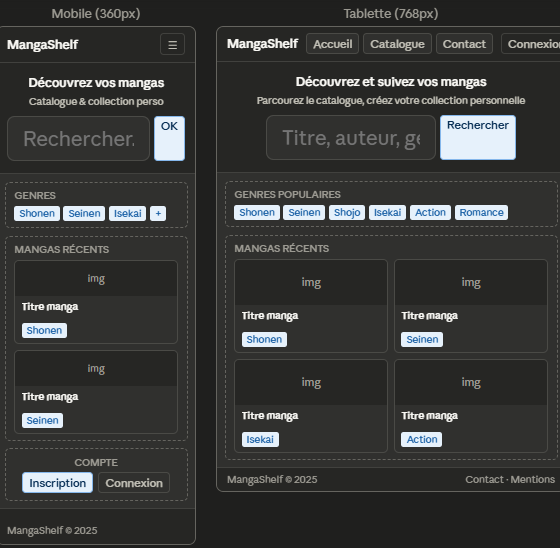 Mobile (360px)
MangaShelf ☰
Découvrez vos mangas
Catalogue & collection perso
Rechercher. OK
GENRES
Shonen Seinen Isekai +
MANGAS RÉCENTS
img
Titre manga
Shonen
img
Titre manga
Seinen
COMPTE
Inscription Connexion
MangaShelf © 2025
Tablette (768px)
MangaShelf Accueil Catalogue Contact Connexio
Découvrez et suivez vos mangas
Parcourez le catalogue, créez votre collection personnelle
Titre, auteur, ge Rechercher
GENRES POPULAIRES
Shonen Seinen Shojo Isekai Action Romance
MANGAS RÉCENTS
img img
Titre manga Titre manga
Shonen Seinen
img img
Titre manga Titre manga
Isekai Action
MangaShelf © 2025 Contact · Mentions